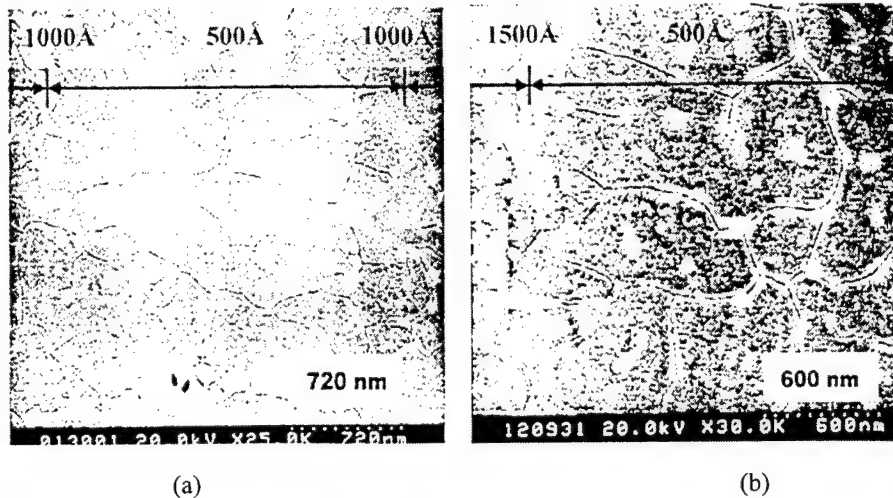 1000Å 500Å 1000Å
1500Å 500Å
720 nm
600 nm
013001 20.0kV X25.0K 720nm
120931 20.0kV X30.0K 600nm
(a)
(b)